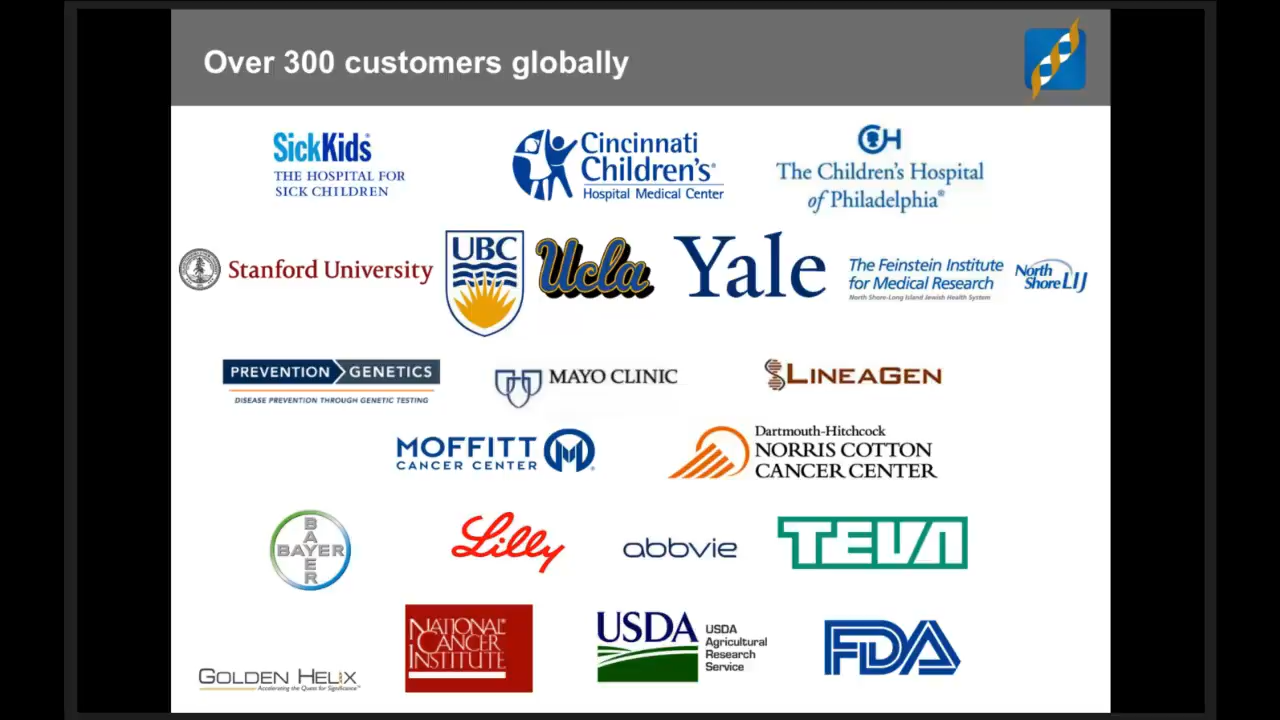 Over 300 customers globally
SickKids®
THE HOSPITAL FOR
SICK CHILDREN
Cincinnati
Children's®
Hospital Medical Center
The Children's Hospital
of Philadelphia®
Stanford University
UBC
Ucla
Yale
The Feinstein Institute
for Medical Research
North Shore-Long Island Jewish Health System
North
Shore LIJ
PREVENTION GENETICS
DISEASE PREVENTION THROUGH GENETIC TESTING
MAYO CLINIC
LINEAGEN
MOFFITT
CANCER CENTER
Dartmouth-Hitchcock
NORRIS COTTON
CANCER CENTER
BAYER
BAYER
Lilly
abbvie
TEVA
NATIONAL
CANCER
INSTITUTE
USDA
USDA
Agricultural
Research
Service
FDA
GOLDEN HELIX
Accelerating the Quest for Significance™